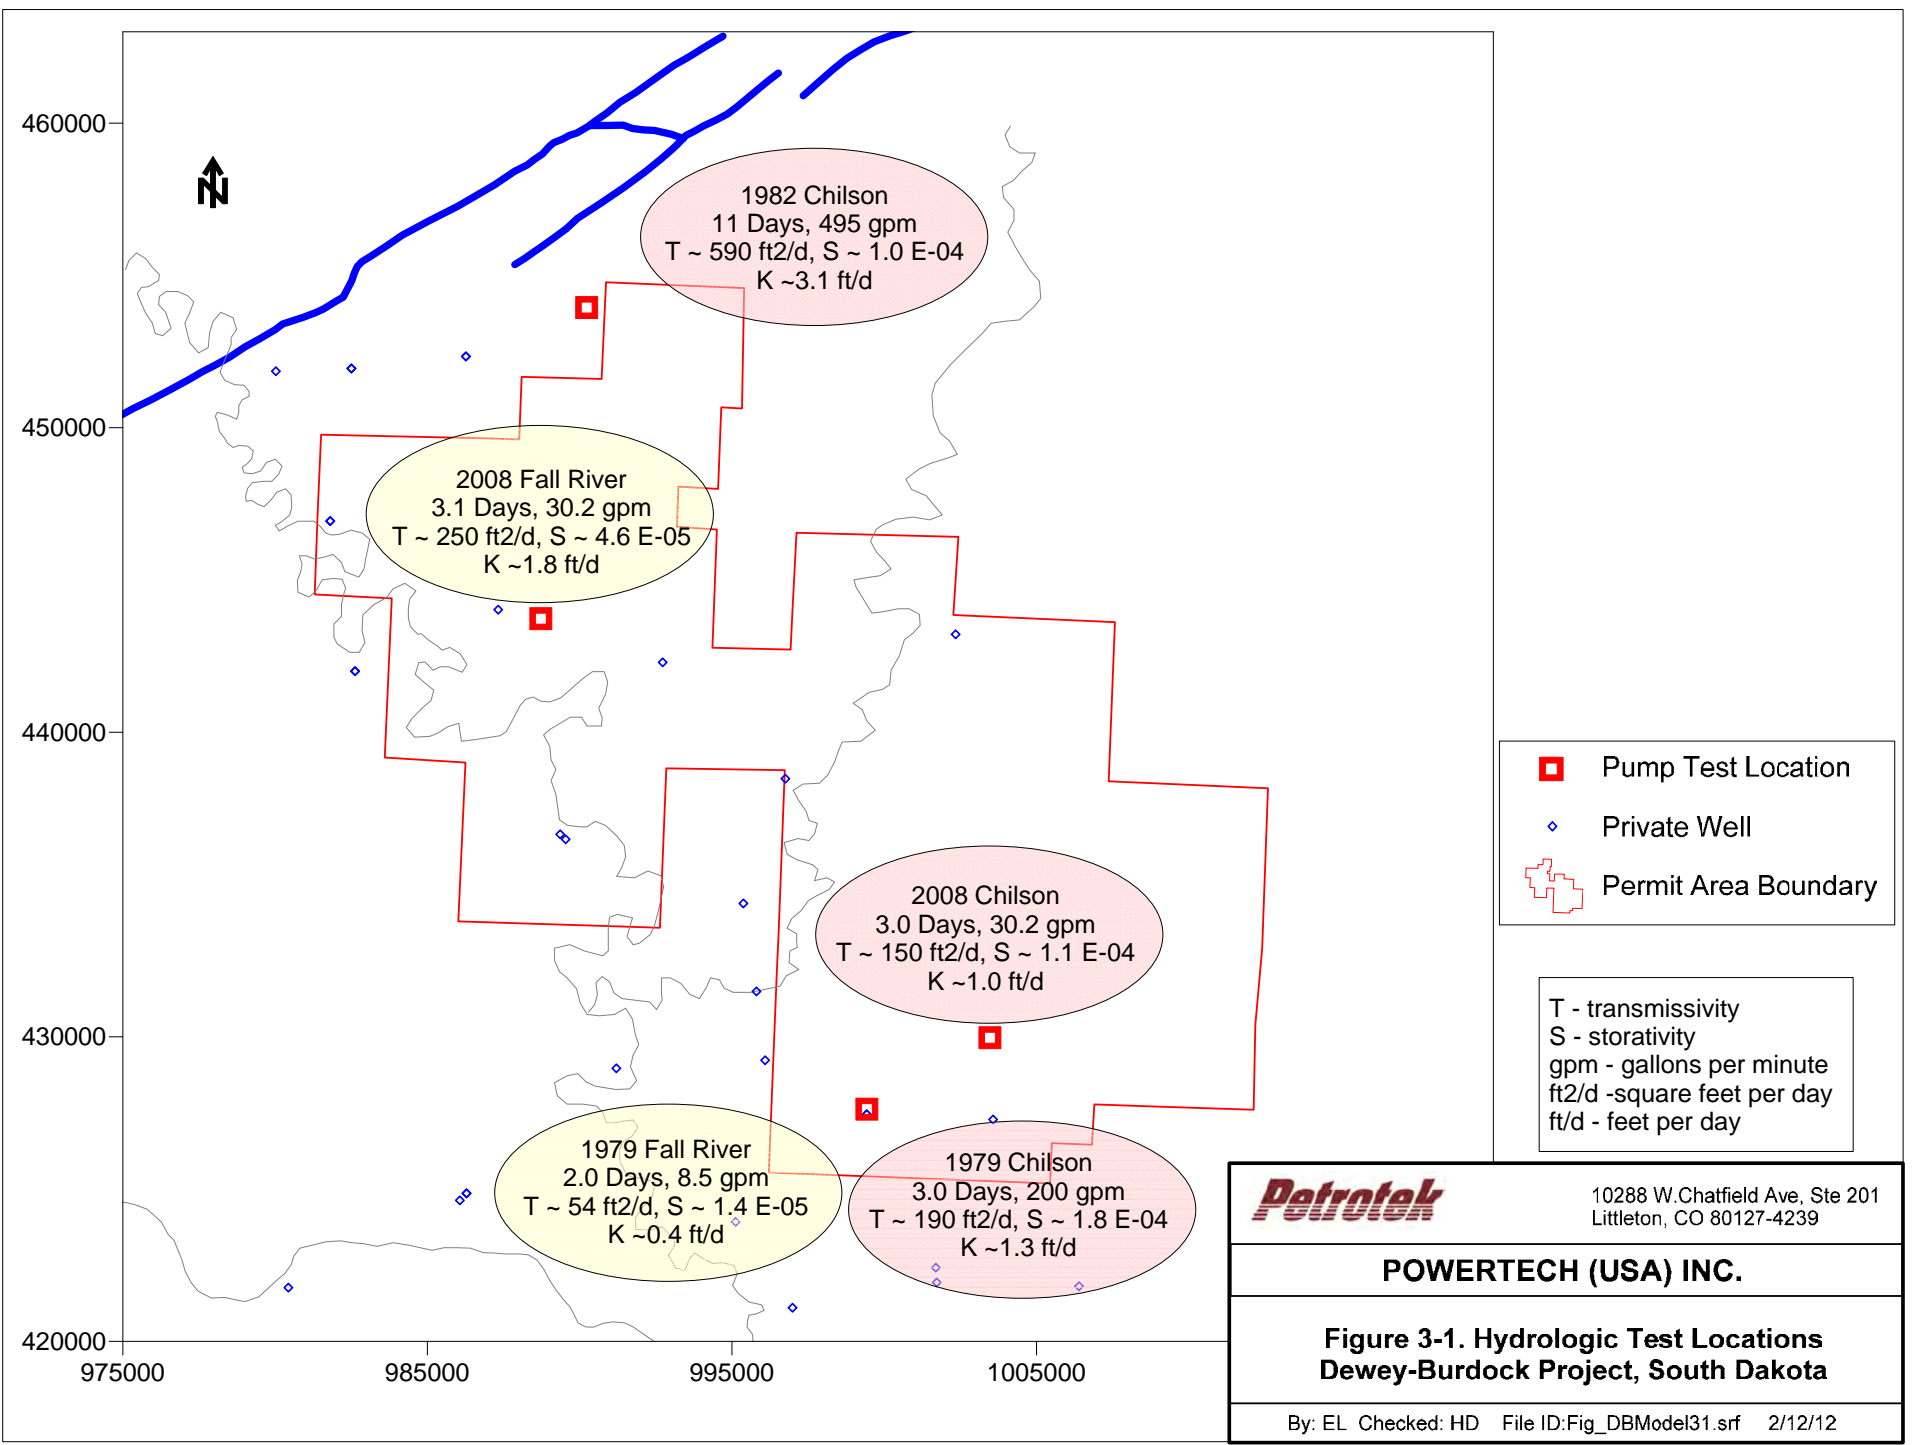 460000
450000
440000
430000
420000
975000
985000
995000
1005000
N
1982 Chilson
11 Days, 495 gpm
T ~ 590 ft2/d, S ~ 1.0 E-04
K ~3.1 ft/d
2008 Fall River
3.1 Days, 30.2 gpm
T ~ 250 ft2/d, S ~ 4.6 E-05
K ~1.8 ft/d
2008 Chilson
3.0 Days, 30.2 gpm
T ~ 150 ft2/d, S ~ 1.1 E-04
K ~1.0 ft/d
1979 Fall River
2.0 Days, 8.5 gpm
T ~ 54 ft2/d, S ~ 1.4 E-05
K ~0.4 ft/d
1979 Chilson
3.0 Days, 200 gpm
T ~ 190 ft2/d, S ~ 1.8 E-04
K ~1.3 ft/d
Pump Test Location
Private Well
Permit Area Boundary
T - transmissivity
S - storativity
gpm - gallons per minute
ft2/d -square feet per day
ft/d - feet per day
Petrotek
10288 W.Chatfield Ave, Ste 201
Littleton, CO 80127-4239
POWERTECH (USA) INC.
Figure 3-1. Hydrologic Test Locations
Dewey-Burdock Project, South Dakota
By: EL Checked: HD File ID:Fig_DBModel31.srf 2/12/12